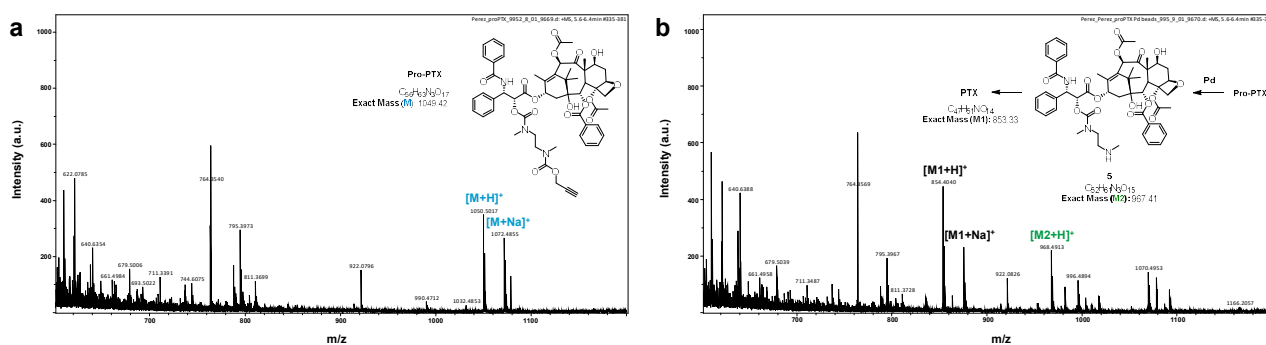 a
Perez_proPTX_9952_8_01_9669.d: +MS, 5.6-6.4min #335-381
Pro-PTX
Exact Mass (M): 1049.42
Intensity (a.u.)
1000
800
600
400
200
622.0785
640.6354
661.4984
679.5006
693.5022
711.3391
744.6075
764.3540
795.3973
811.3699
922.0796
990.4712
1032.4853
[M+H]+
1050.5017
[M+Na]+
1072.4855
700
800
900
1000
1100
m/z
b
Perez_Perez_proPTX Pd beads_995_9_01_9670.d: +MS, 5.6-6.4min #335-3
PTX
Exact Mass (M1): 853.33
Pd
Pro-PTX
5
Exact Mass (M2): 967.41
Intensity (a.u.)
1000
800
600
400
200
640.6388
661.4958
679.5039
711.3487
764.3569
795.3967
811.3728
[M1+H]+
854.4040
[M1+Na]+
922.0826
[M2+H]+
968.4913
996.4894
1070.4953
1166.2057
700
800
900
1000
1100
m/z